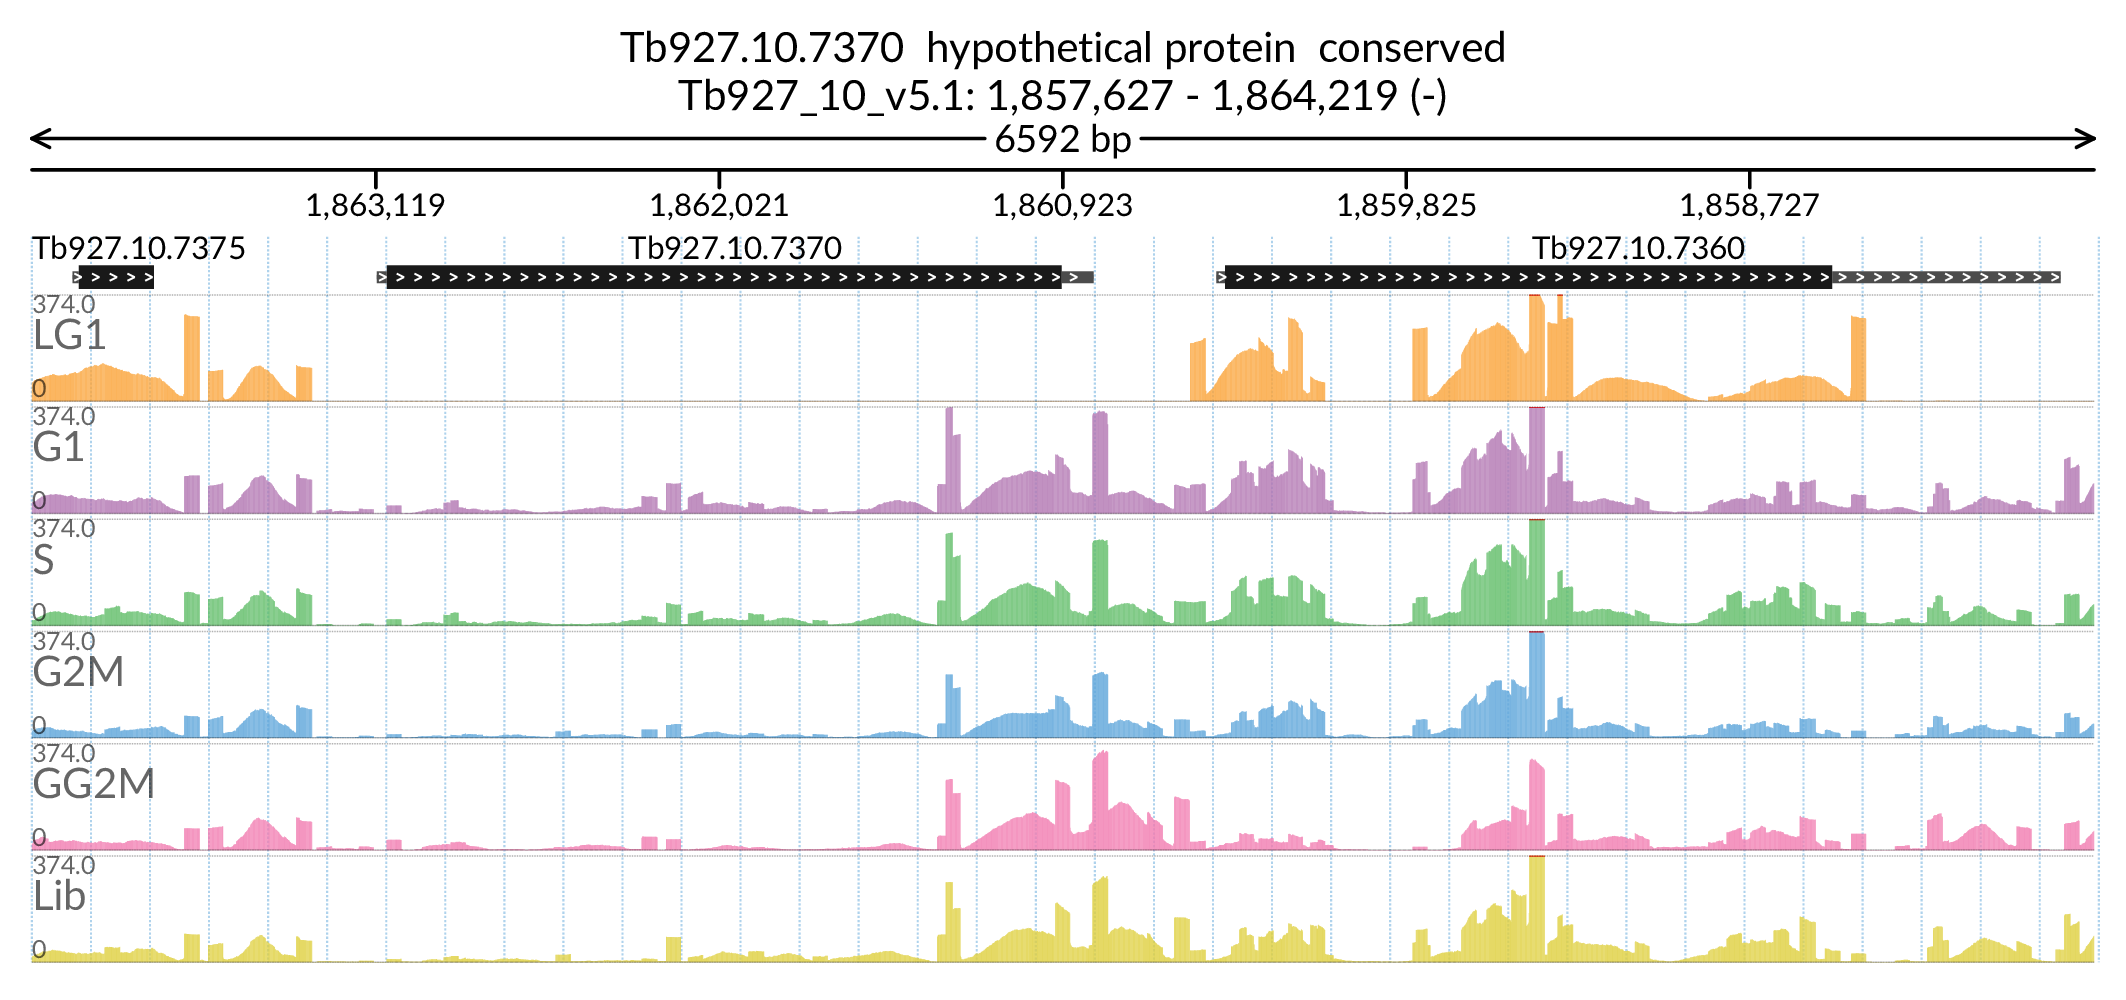 Tb927.10.7370  hypothetical protein  conserved
Tb927_10_v5.1: 1,857,627 - 1,864,219 (-)
6592 bp
1,863,119 1,862,021 1,860,923 1,859,825 1,858,727
Tb927.10.7375 Tb927.10.7370 Tb927.10.7360
374.0
LG1
0
374.0
G1
0
374.0
S
0
374.0
G2M
0
374.0
GG2M
0
374.0
Lib
0